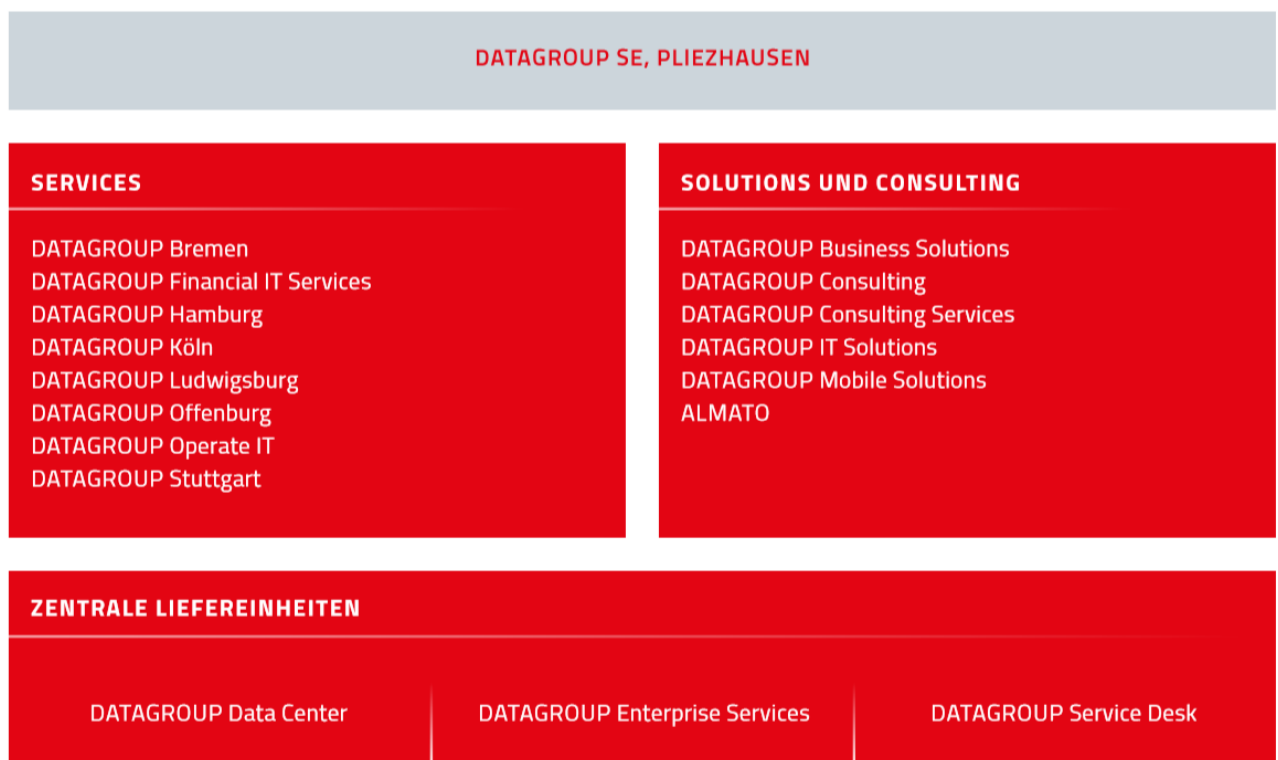 DATAGROUP SE, PLIEZHAUSEN
SERVICES
DATAGROUP Bremen
DATAGROUP Financial IT Services
DATAGROUP Hamburg
DATAGROUP Köln
DATAGROUP Ludwigsburg
DATAGROUP Offenburg
DATAGROUP Operate IT
DATAGROUP Stuttgart
SOLUTIONS UND CONSULTING
DATAGROUP Business Solutions
DATAGROUP Consulting
DATAGROUP Consulting Services
DATAGROUP IT Solutions
DATAGROUP Mobile Solutions
ALMATO
ZENTRALE LIEFEREINHEITEN
DATAGROUP Data Center
DATAGROUP Enterprise Services
DATAGROUP Service Desk